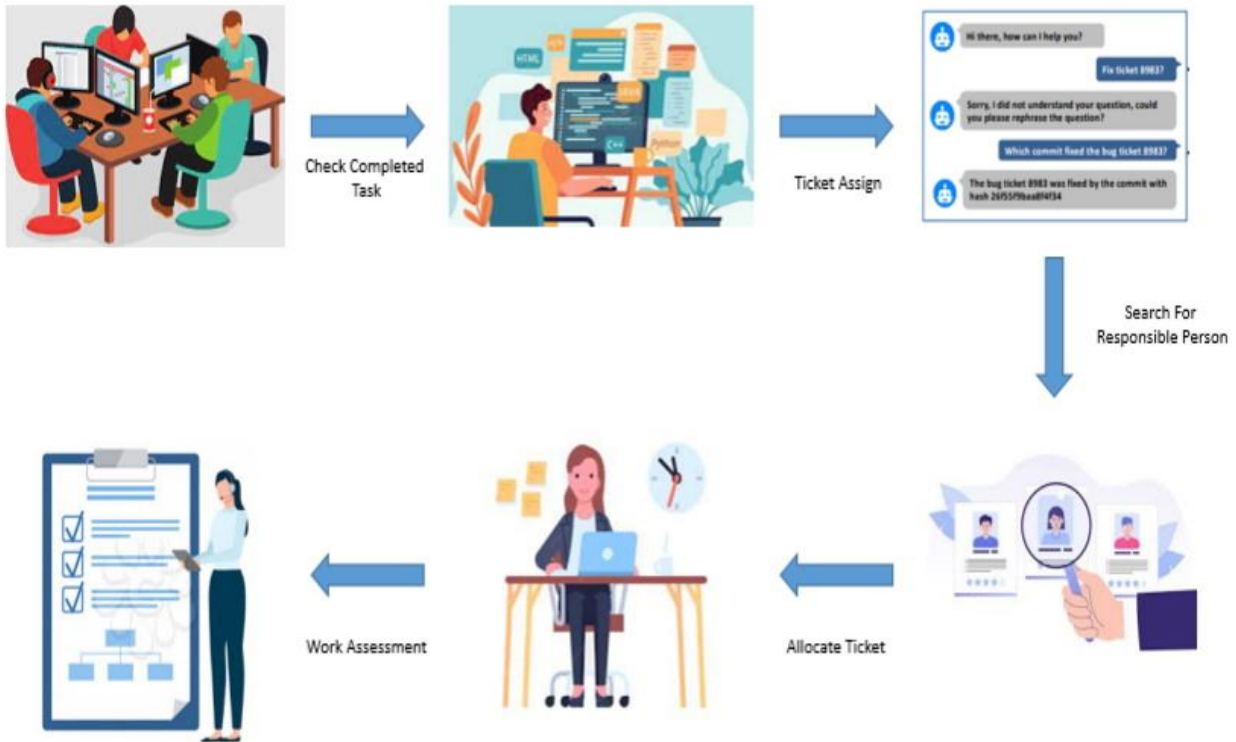 HTML
JAVA
C++
Python
Hi there, how can I help you?
Fix ticket 8983?
Sorry, I did not understand your question, could
you please rephrase the question?
Which commit fixed the bug ticket 8983?
The bug ticket 8983 was fixed by the commit with
Check Completed
Task
Ticket Assign
Search For
Responsible Person
Allocate Ticket
Work Assessment